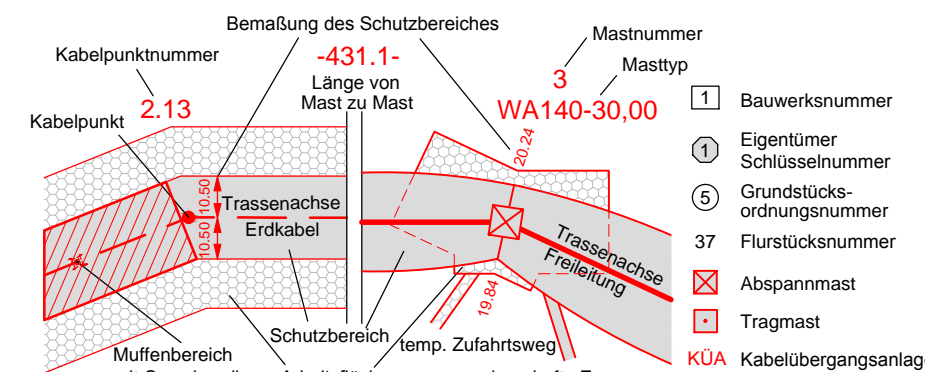 Bemaßung des Schutzbereiches
Kabelpunktnummer
2.13
Kabelpunkt
-431.1-
Länge von
Mast zu Mast
Mastnummer
3
Masttyp
WA140-30,00
20.24
10.50
10.50
Trassenachse
Erdkabel
Trassenachse
Freileitung
19.84
Schutzbereich
temp. Zufahrtsweg
Muffenbereich
1 Bauwerksnummer
1 Eigentümer
Schlüsselnummer
5 Grundstücks-
ordnungsnummer
37 Flurstücksnummer
Abspannmast
Tragmast
KÜA Kabelübergangsanlage